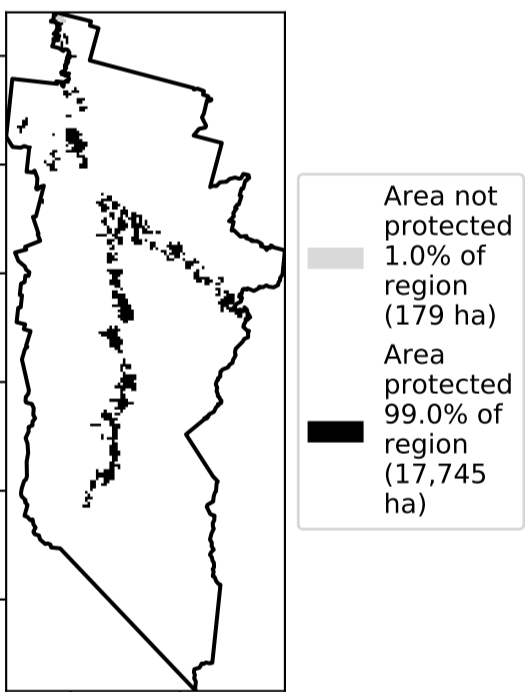 Area not
protected
1.0% of
region
(179 ha)
Area
protected
99.0% of
region
(17,745
ha)